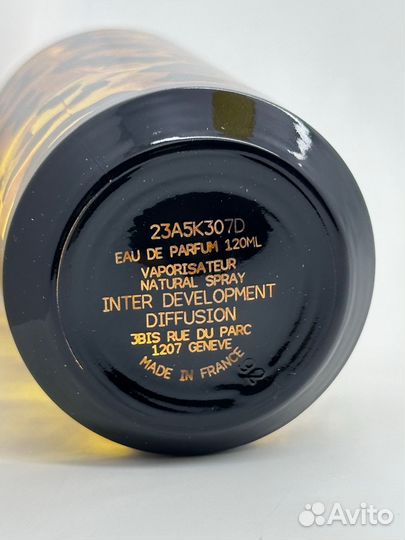 23A5K307D
EAU DE PARFUM 120ML
VAPORISATEUR
NATURAL SPRAY
INTER DEVELOPMENT
DIFFUSION
3BIS RUE DU PARC
1207 GENEVE
MADE IN FRANCE
Avito